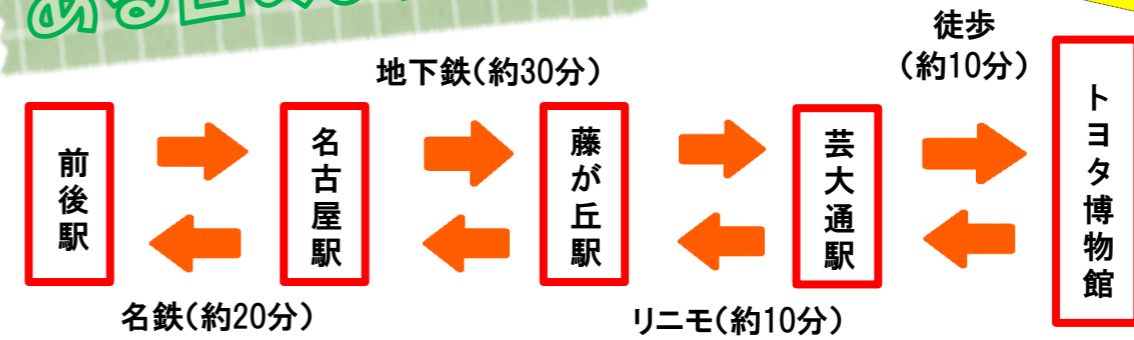 地下鉄(約30分)
徒歩
(約10分)
前後駅
名古屋駅
藤が丘駅
芸大通駅
トヨタ博物館
名鉄(約20分)
リニモ(約10分)